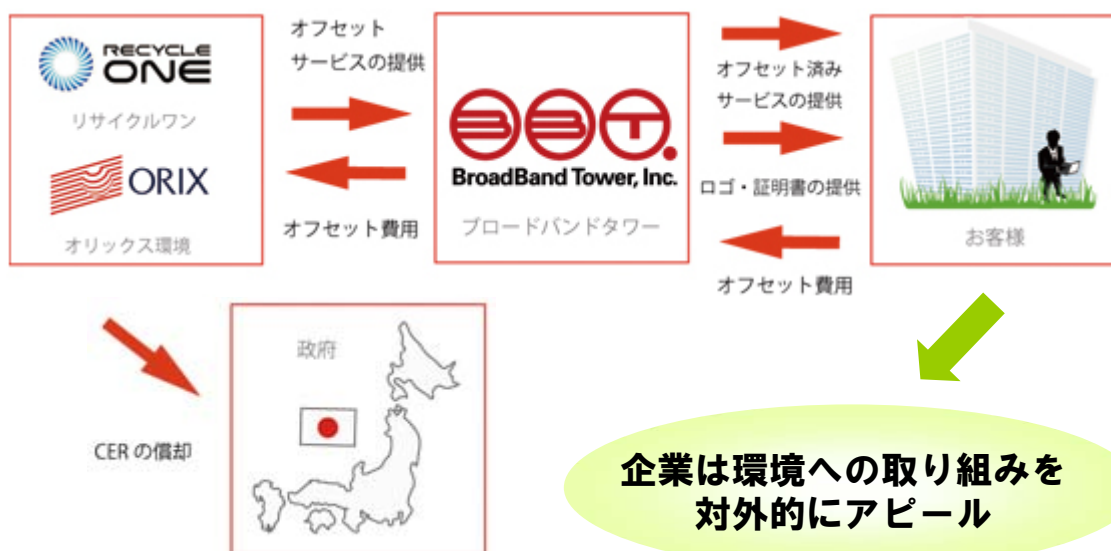 RECYCLE
ONE
リサイクルワン
ORIX
オリックス環境
オフセット
サービスの提供
オフセット費用
BBT.
BroadBand Tower, Inc.
ブロードバンドタワー
オフセット済み
サービスの提供
ロゴ・証明書の提供
オフセット費用
お客様
CERの償却
政府
企業は環境への取り組みを
対外的にアピール